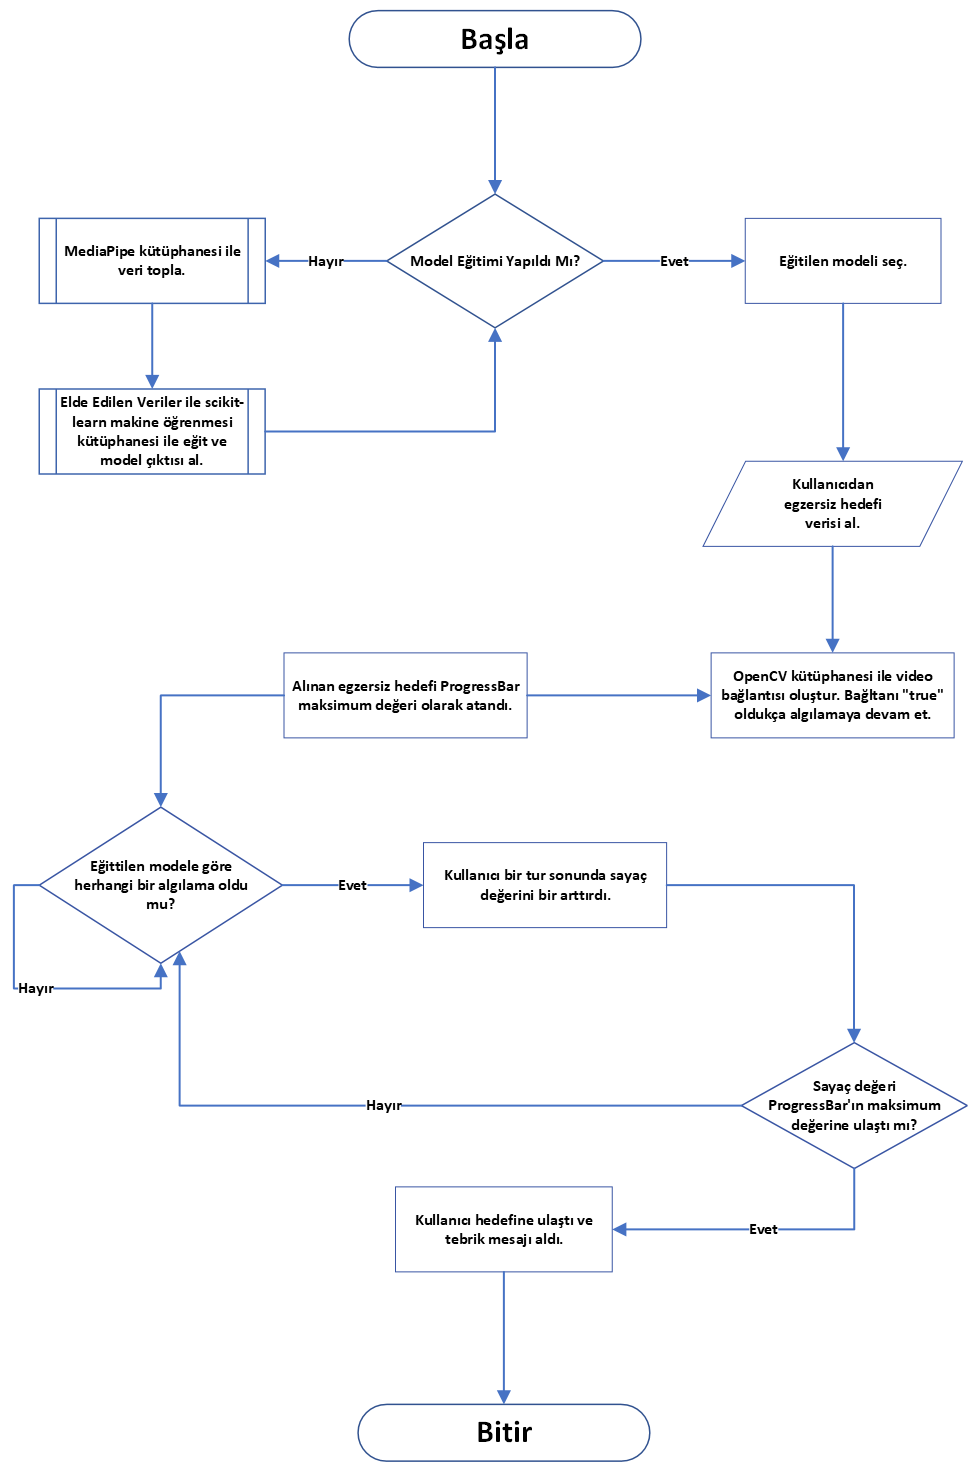 Başla
Model Eğitimi Yapıldı Mı?
Hayır
Evet
MediaPipe kütüphanesi ile
veri topla.
Eğitilen modeli seç.
Elde Edilen Veriler ile scikit-
learn makine öğrenmesi
kütüphanesi ile eğit ve
model çıktısı al.
Kullanıcıdan
egzersiz hedefi
verisi al.
Alınan egzersiz hedefi ProgressBar
maksimum değeri olarak atandı.
OpenCV kütüphanesi ile video
bağlantısı oluştur. Bağltanı "true"
oldukça algılamaya devam et.
Eğittilen modele göre
herhangi bir algılama oldu
mu?
Evet
Kullanıcı bir tur sonunda sayaç
değerini bir arttırdı.
Hayır
Sayaç değeri
ProgressBar'ın maksimum
değerine ulaştı mı?
Hayır
Evet
Kullanıcı hedefine ulaştı ve
tebrik mesajı aldı.
Bitir